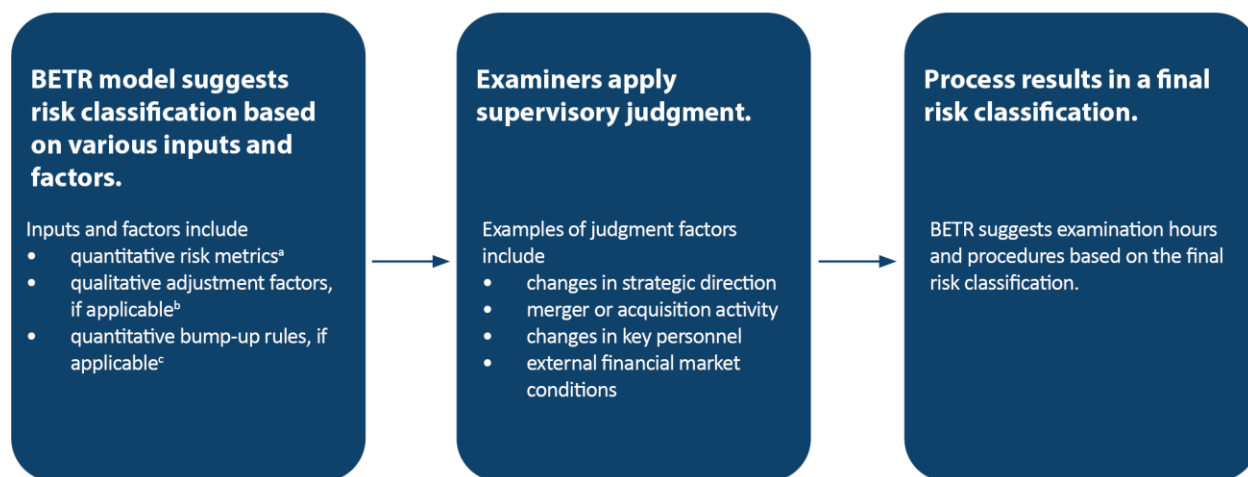 BETR model suggests
risk classification based
on various inputs and
factors.
Inputs and factors include
• quantitative risk metricsᵃ
• qualitative adjustment factors,
if applicableᵇ
• quantitative bump-up rules, if
applicableᶜ
Examiners apply
supervisory judgment.
Examples of judgment factors
include
• changes in strategic direction
• merger or acquisition activity
• changes in key personnel
• external financial market
conditions
Process results in a final
risk classification.
BETR suggests examination hours
and procedures based on the final
risk classification.